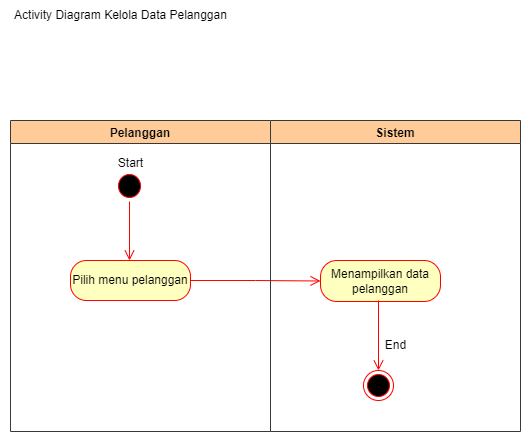 Activity Diagram Kelola Data Pelanggan
Pelanggan
Sistem
Start
Pilih menu pelanggan
Menampilkan data
pelanggan
End